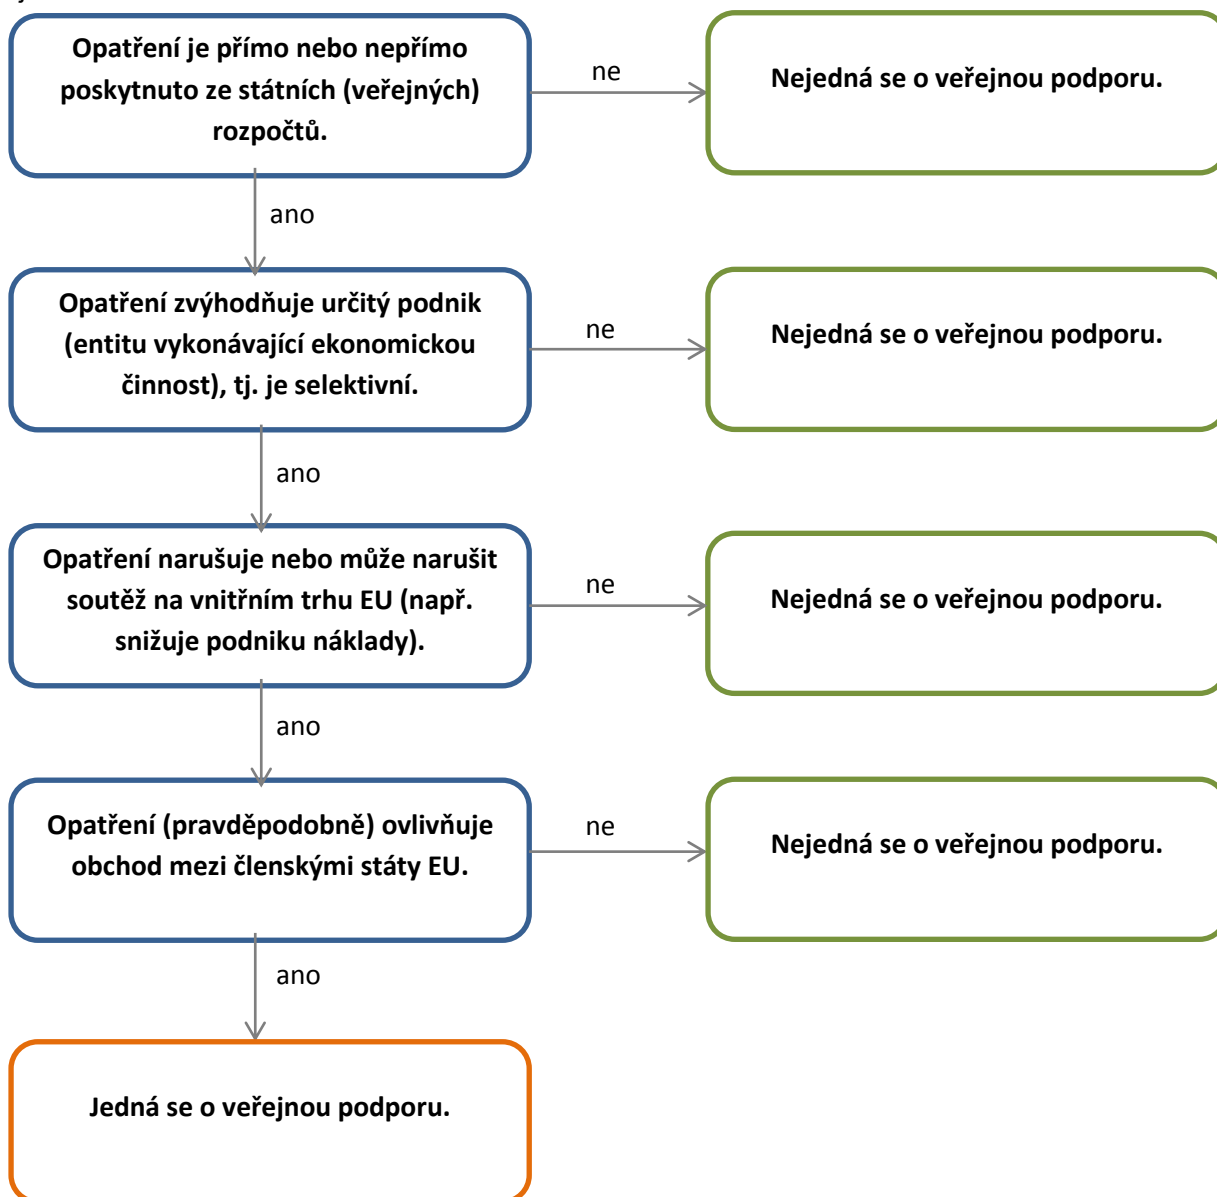 Opatření je přímo nebo nepřímo
poskytnuto ze státních (veřejných)
rozpočtů.
ne
Nejedná se o veřejnou podporu.
ano
Opatření zvýhodňuje určitý podnik
(entitu vykonávající ekonomickou
činnost), tj. je selektivní.
ne
Nejedná se o veřejnou podporu.
ano
Opatření narušuje nebo může narušit
soutěž na vnitřním trhu EU (např.
snižuje podniku náklady).
ne
Nejedná se o veřejnou podporu.
ano
Opatření (pravděpodobně) ovlivňuje
obchod mezi členskými státy EU.
ne
Nejedná se o veřejnou podporu.
ano
Jedná se o veřejnou podporu.